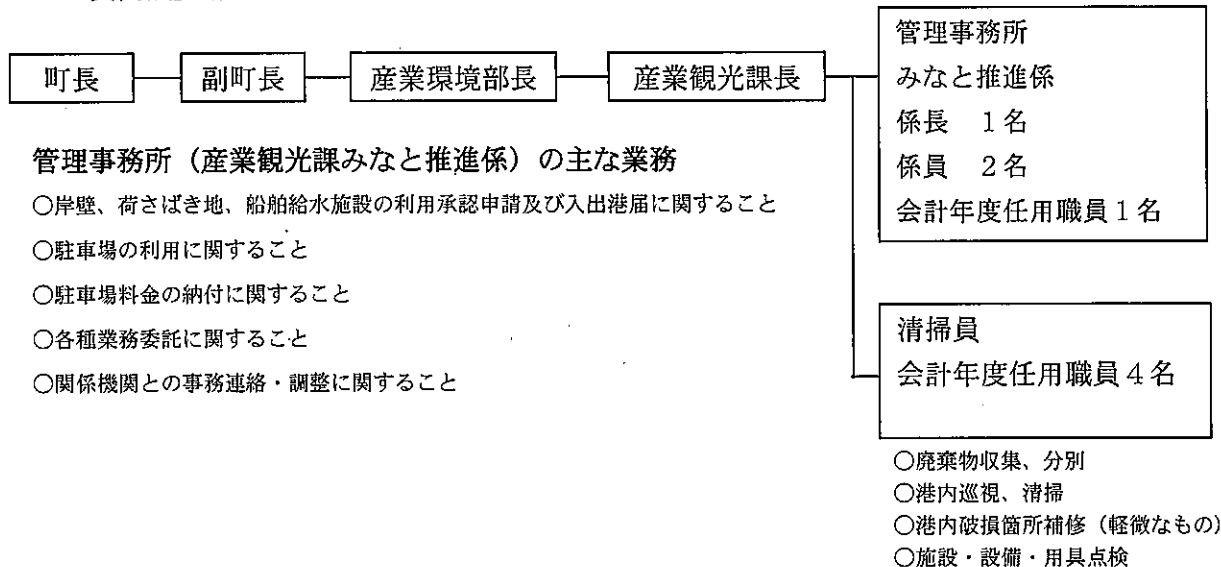 町長
副町長
産業環境部長
産業観光課長
管理事務所
みなと推進係
係長　1名
係員　2名
会計年度任用職員1名
管理事務所（産業観光課みなと推進係）の主な業務
○岸壁、荷さばき地、船舶給水施設の利用承認申請及び入出港届に関すること
○駐車場の利用に関すること
○駐車場料金の納付に関すること
○各種業務委託に関すること
○関係機関との事務連絡・調整に関すること
清掃員
会計年度任用職員4名
○廃棄物収集、分別
○港内巡視、清掃
○港内破損箇所補修（軽微なもの）
○施設・設備・用具点検